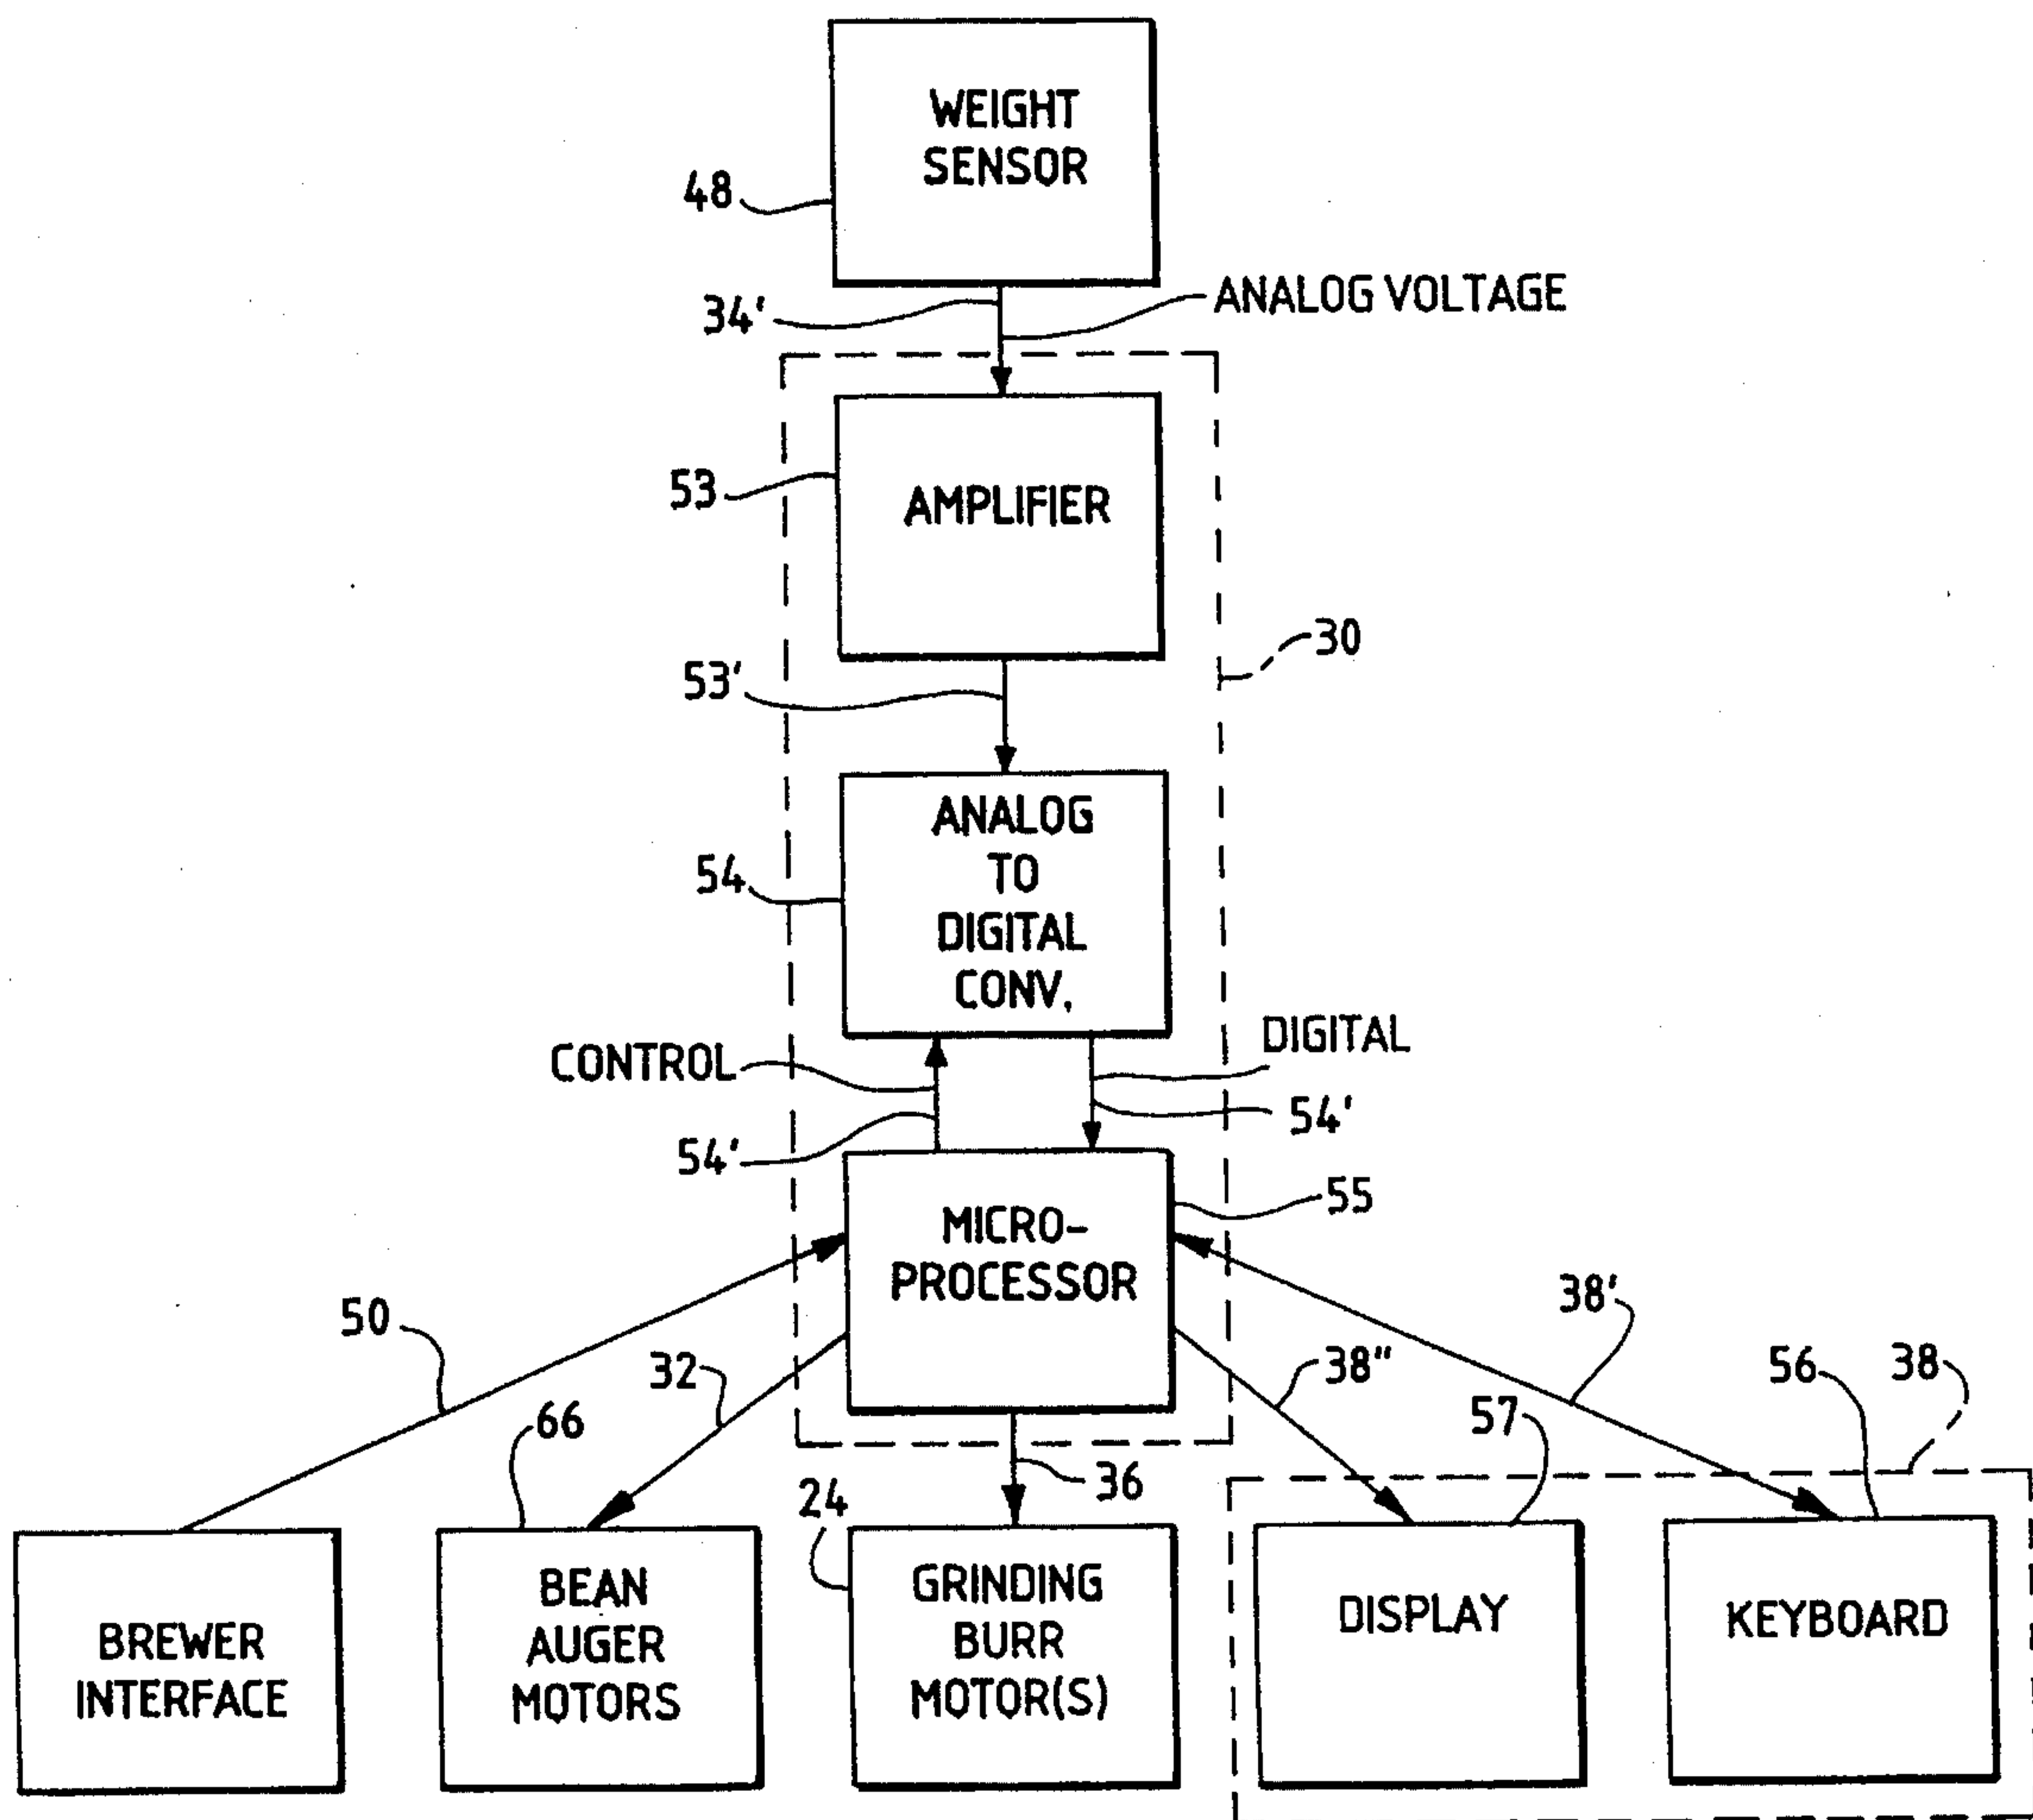 WEIGHT
SENSOR
48
34'
ANALOG VOLTAGE
53
AMPLIFIER
30
53'
ANALOG
TO
DIGITAL
CONV.
54
CONTROL
DIGITAL
54'
54'
55
MICRO-
PROCESSOR
50
32
38"
38'
66
36
24
57
56
38
BREWER
INTERFACE
BEAN
AUGER
MOTORS
GRINDING
BURR
MOTOR(S)
DISPLAY
KEYBOARD